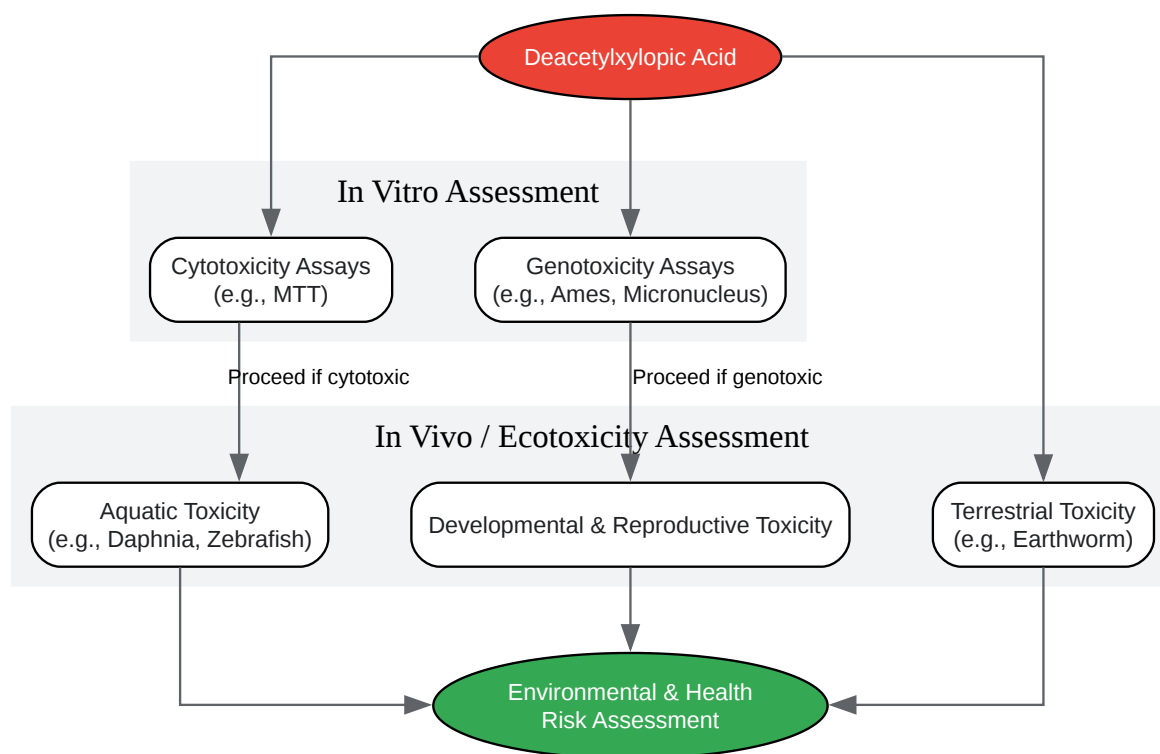 Deacetylxylopic Acid
In Vitro Assessment
Cytotoxicity Assays
(e.g., MTT)
Genotoxicity Assays
(e.g., Ames, Micronucleus)
Proceed if cytotoxic
Proceed if genotoxic
In Vivo / Ecotoxicity Assessment
Aquatic Toxicity
(e.g., Daphnia, Zebrafish)
Developmental & Reproductive Toxicity
Terrestrial Toxicity
(e.g., Earthworm)
Environmental & Health
Risk Assessment